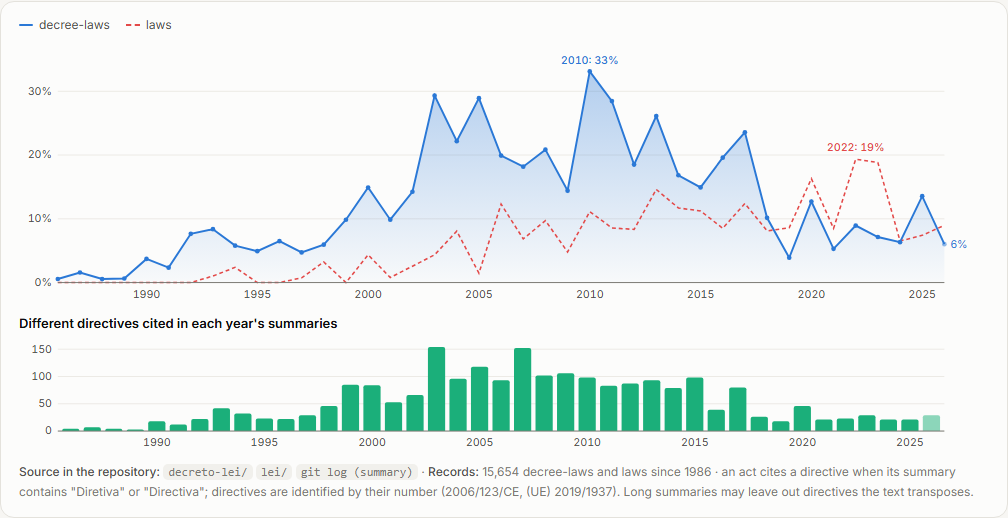 decree-laws laws
2010: 33%
30%
2022: 19%
20%
10%
6%
0%
1990 1995 2000 2005 2010 2015 2020 2025
Different directives cited in each year's summaries
150
100
50
0
1990 1995 2000 2005 2010 2015 2020 2025
Source in the repository: decreto-lei/ lei/ git log (summary) · Records: 15,654 decree-laws and laws since 1986 · an act cites a directive when its summary
contains "Diretiva" or "Directiva"; directives are identified by their number (2006/123/CE, (UE) 2019/1937). Long summaries may leave out directives the text transposes.